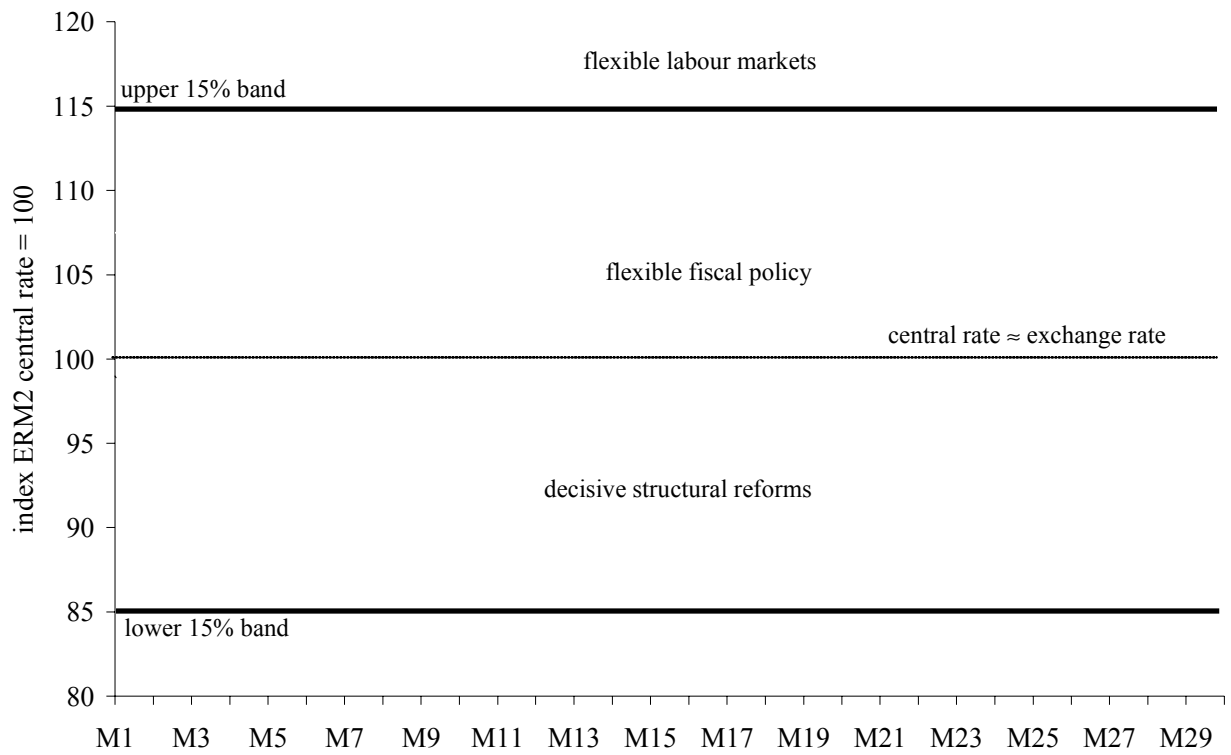 120
flexible labour markets
upper 15% band
115
110
index ERM2 central rate = 100
105
flexible fiscal policy
central rate ≈ exchange rate
100
95
decisive structural reforms
90
85
lower 15% band
80
M1 M3 M5 M7 M9 M11 M13 M15 M17 M19 M21 M23 M25 M27 M29